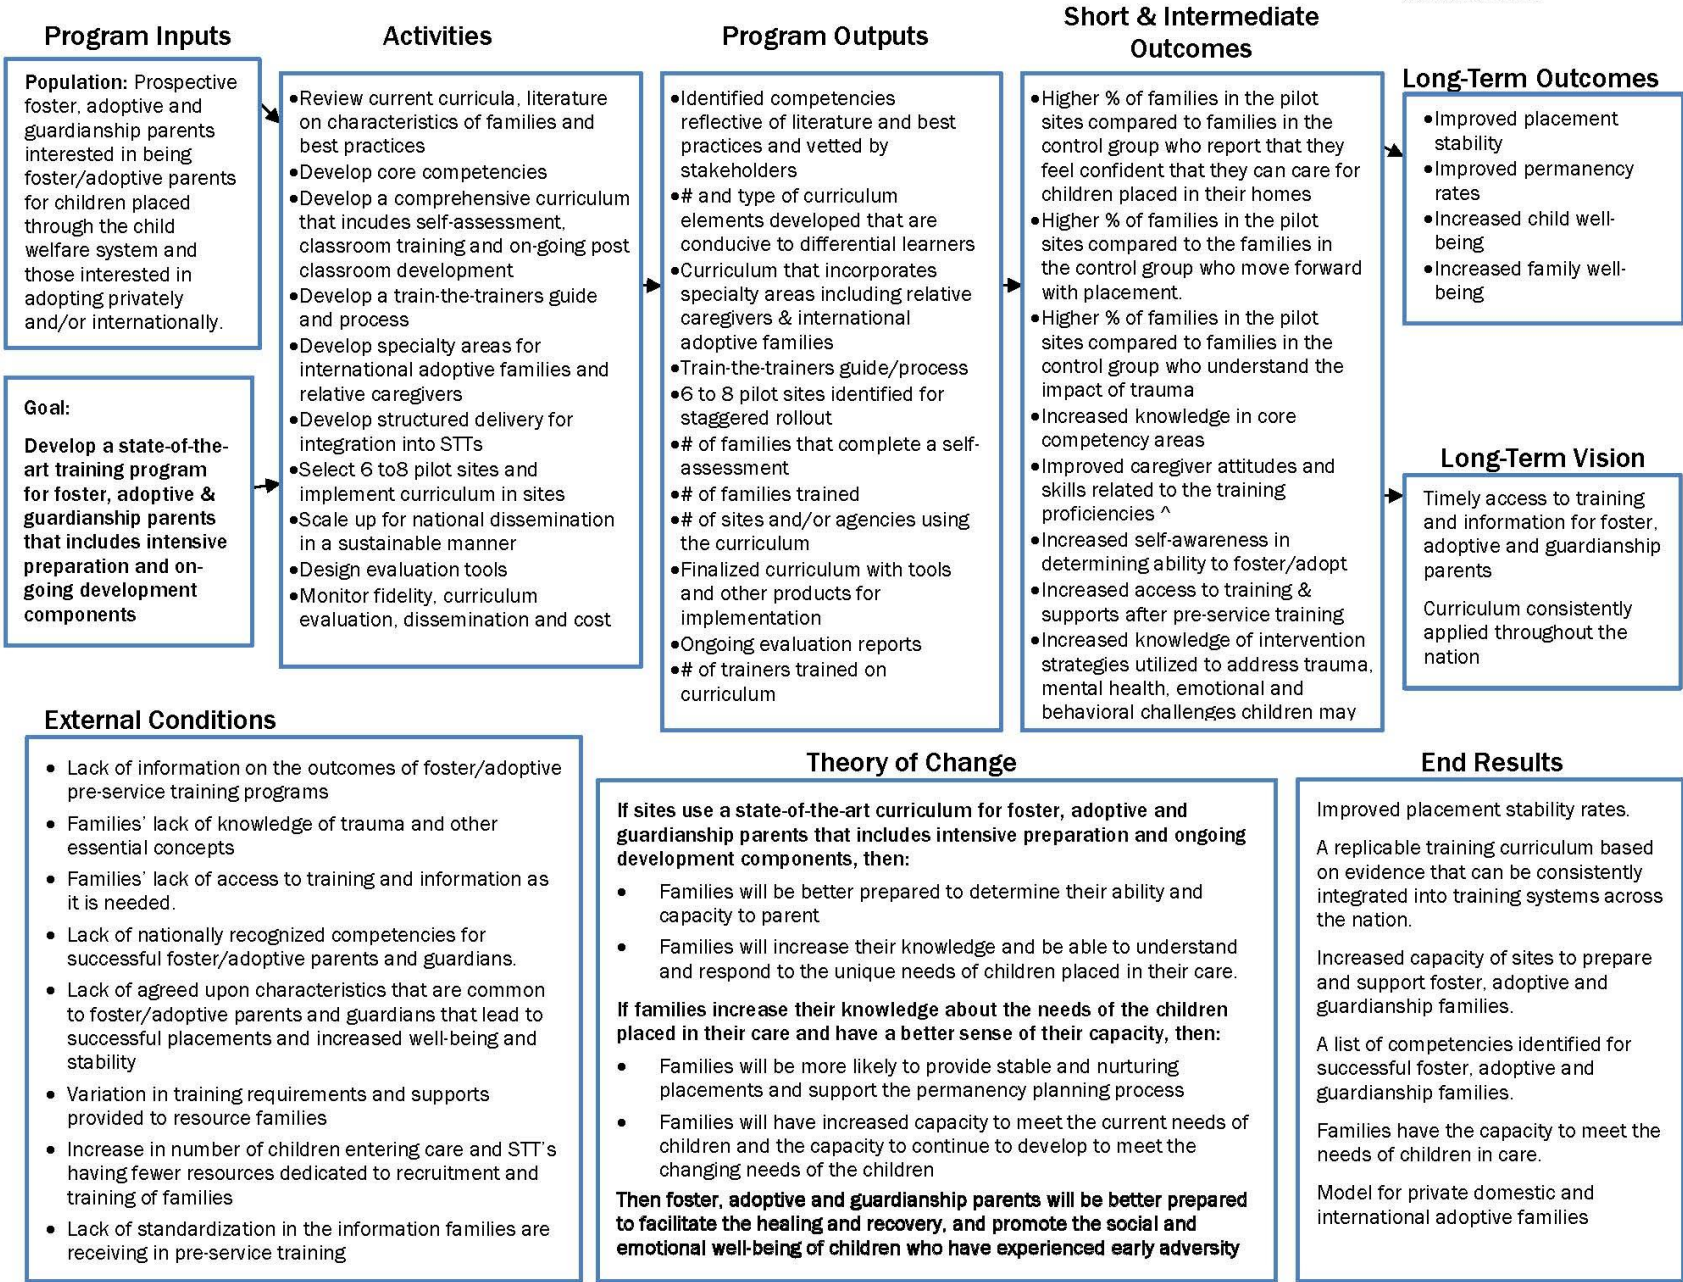 Program Inputs
Population: Prospective
foster, adoptive and
guardianship parents
interested in being
foster/adoptive parents
for children placed
through the child
welfare system and
those interested in
adopting privately
and/or internationally.
Goal:
Develop a state-of-the-
art training program
for foster, adoptive &
guardianship parents
that includes intensive
preparation and on-
going development
components
Activities
•Review current curricula, literature
on characteristics of families and
best practices
•Develop core competencies
•Develop a comprehensive curriculum
that incudes self-assessment,
classroom training and on-going post
classroom development
•Develop a train-the-trainers guide
and process
•Develop specialty areas for
international adoptive families and
relative caregivers
•Develop structured delivery for
integration into STTs
•Select 6 to8 pilot sites and
implement curriculum in sites
•Scale up for national dissemination
in a sustainable manner
•Design evaluation tools
•Monitor fidelity, curriculum
evaluation, dissemination and cost
Program Outputs
•Identified competencies
reflective of literature and best
practices and vetted by
stakeholders
•# and type of curriculum
elements developed that are
conducive to differential learners
•Curriculum that incorporates
specialty areas including relative
caregivers & international
adoptive families
•Train-the-trainers guide/process
•6 to 8 pilot sites identified for
staggered rollout
•# of families that complete a self-
assessment
•# of families trained
•# of sites and/or agencies using
the curriculum
•Finalized curriculum with tools
and other products for
implementation
•Ongoing evaluation reports
•# of trainers trained on
curriculum
Short & Intermediate
Outcomes
•Higher % of families in the pilot
sites compared to families in the
control group who report that they
feel confident that they can care for
children placed in their homes
•Higher % of families in the pilot
sites compared to the families in
the control group who move forward
with placement.
•Higher % of families in the pilot
sites compared to families in the
control group who understand the
impact of trauma
•Increased knowledge in core
competency areas
•Improved caregiver attitudes and
skills related to the training
proficiencies ^
•Increased self-awareness in
determining ability to foster/adopt
•Increased access to training &
supports after pre-service training
•Increased knowledge of intervention
strategies utilized to address trauma,
mental health, emotional and
behavioral challenges children may
Long-Term Outcomes
•Improved placement
stability
•Improved permanency
rates
•Increased child well-
being
•Increased family well-
being
Long-Term Vision
Timely access to training
and information for foster,
adoptive and guardianship
parents
Curriculum consistently
applied throughout the
nation
External Conditions
• Lack of information on the outcomes of foster/adoptive
pre-service training programs
• Families' lack of knowledge of trauma and other
essential concepts
• Families' lack of access to training and information as
it is needed.
• Lack of nationally recognized competencies for
successful foster/adoptive parents and guardians.
• Lack of agreed upon characteristics that are common
to foster/adoptive parents and guardians that lead to
successful placements and increased well-being and
stability
• Variation in training requirements and supports
provided to resource families
• Increase in number of children entering care and STT's
having fewer resources dedicated to recruitment and
training of families
• Lack of standardization in the information families are
receiving in pre-service training
Theory of Change
If sites use a state-of-the-art curriculum for foster, adoptive and
guardianship parents that includes intensive preparation and ongoing
development components, then:
• Families will be better prepared to determine their ability and
capacity to parent
• Families will increase their knowledge and be able to understand
and respond to the unique needs of children placed in their care.
If families increase their knowledge about the needs of the children
placed in their care and have a better sense of their capacity, then:
• Families will be more likely to provide stable and nurturing
placements and support the permanency planning process
• Families will have increased capacity to meet the current needs of
children and the capacity to continue to develop to meet the
changing needs of the children
Then foster, adoptive and guardianship parents will be better prepared
to facilitate the healing and recovery, and promote the social and
emotional well-being of children who have experienced early adversity
End Results
Improved placement stability rates.
A replicable training curriculum based
on evidence that can be consistently
integrated into training systems across
the nation.
Increased capacity of sites to prepare
and support foster, adoptive and
guardianship families.
A list of competencies identified for
successful foster, adoptive and
guardianship families.
Families have the capacity to meet the
needs of children in care.
Model for private domestic and
international adoptive families